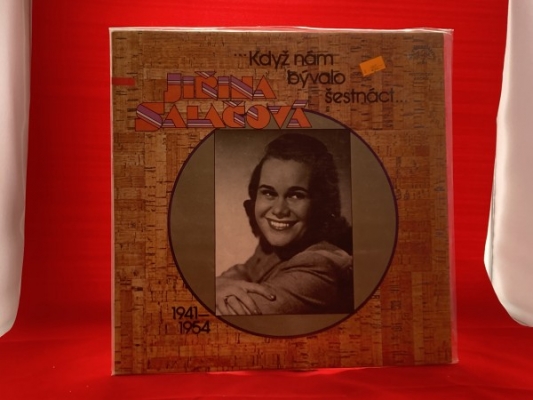 ...Když nám
bývalo
šestnáct...
JIŘINA
SALAČOVÁ
1941–
1954